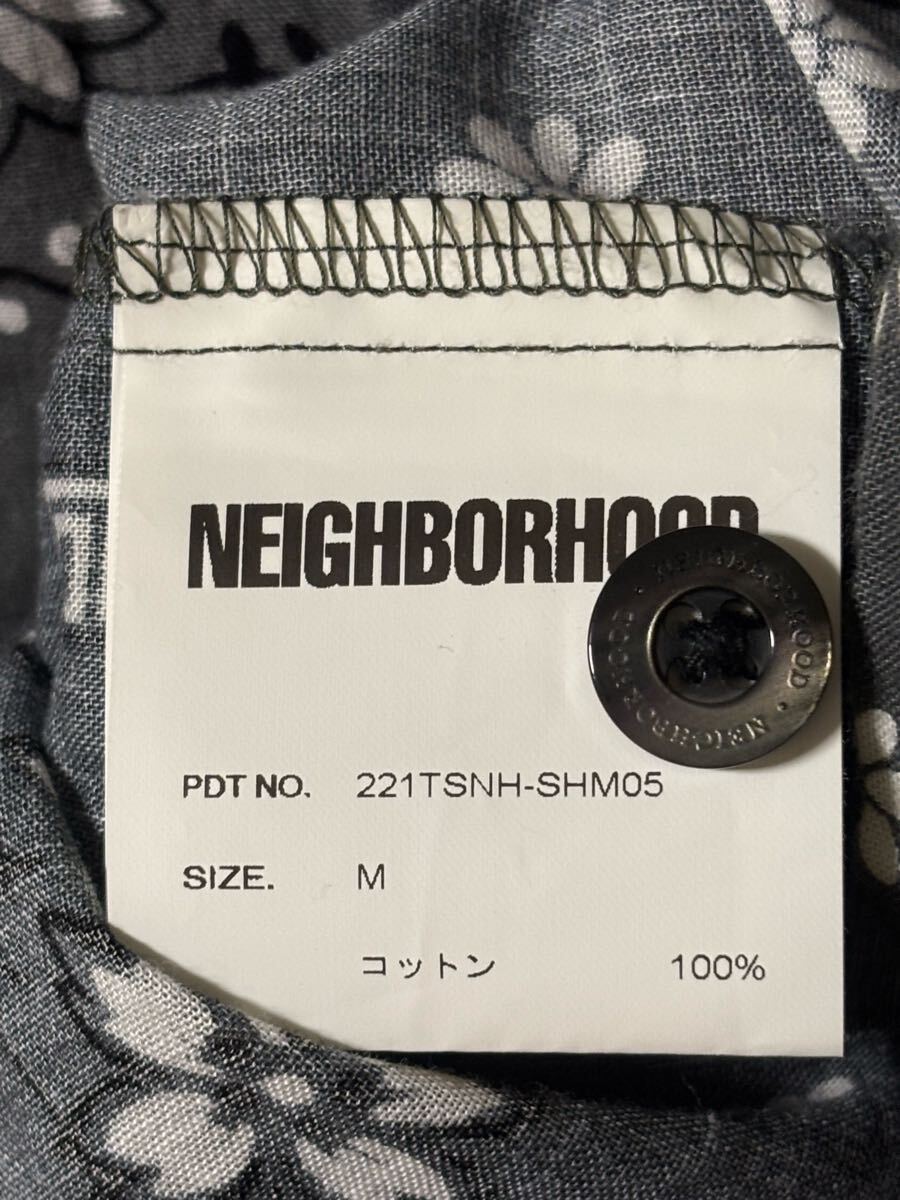 NEIGHBORHOOD
NEIGHBORHOOD · NEIGHBORHOOD ·
PDT NO. 221TSNH-SHM05
SIZE. M
コットン 100%